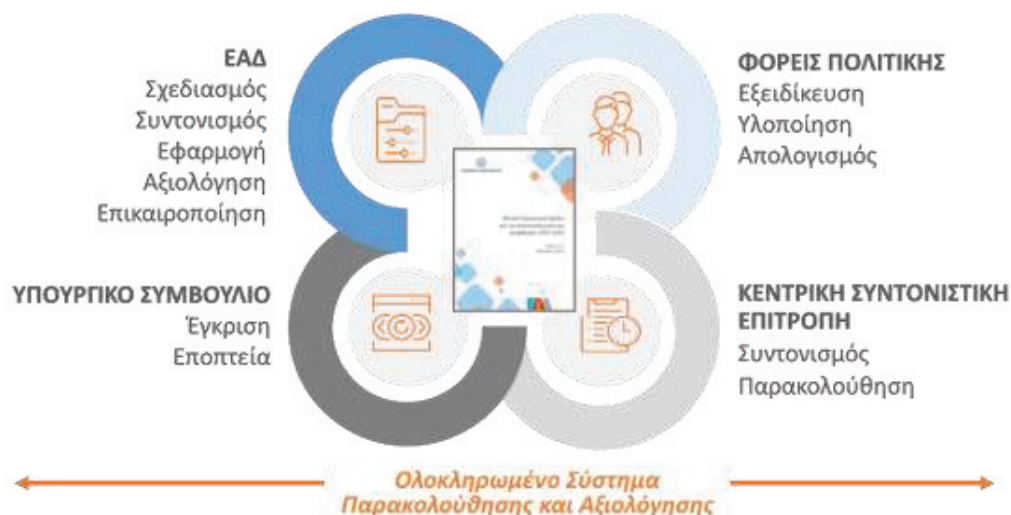 ΕΑΔ
Σχεδιασμός
Συντονισμός
Εφαρμογή
Αξιολόγηση
Επικαιροποίηση
ΦΟΡΕΙΣ ΠΟΛΙΤΙΚΗΣ
Εξειδίκευση
Υλοποίηση
Απολογισμός
ΥΠΟΥΡΓΙΚΟ ΣΥΜΒΟΥΛΙΟ
Έγκριση
Εποπτεία
ΚΕΝΤΡΙΚΗ ΣΥΝΤΟΝΙΣΤΙΚΗ
ΕΠΙΤΡΟΠΗ
Συντονισμός
Παρακολούθηση
Ολοκληρωμένο Σύστημα
Παρακολούθησης και Αξιολόγησης